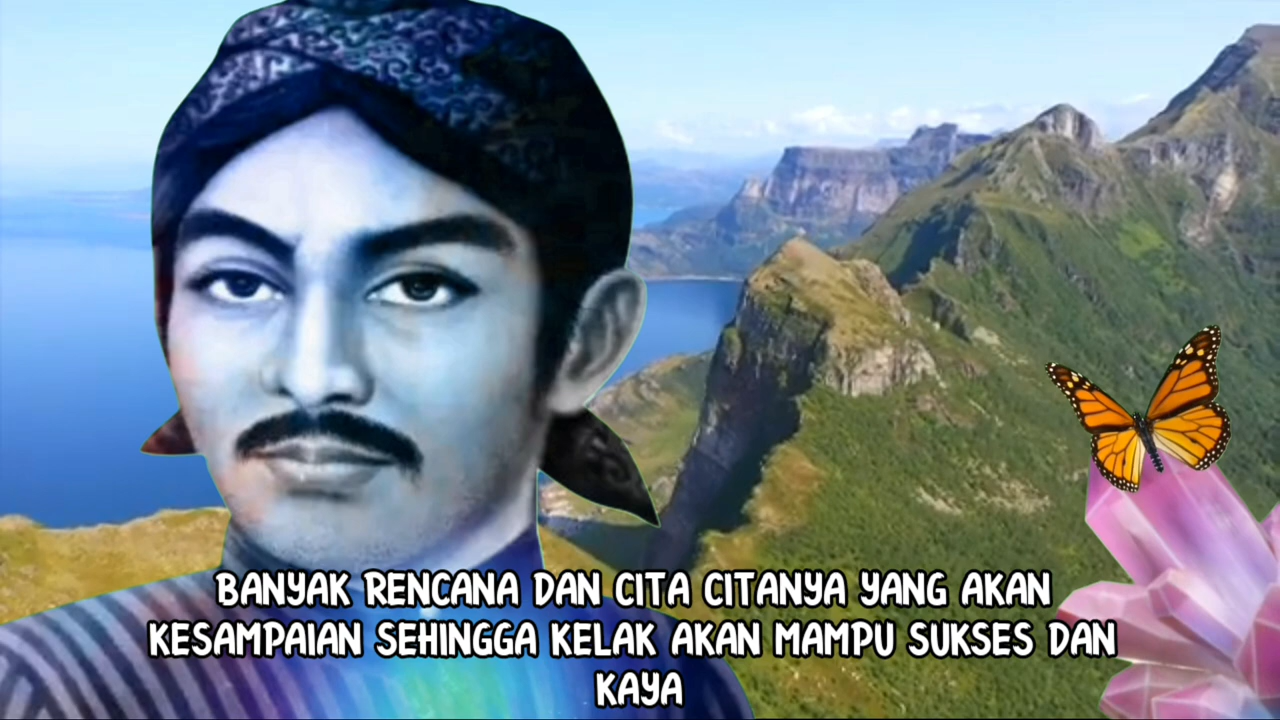 BANYAK RENCANA DAN CITA CITANYA YANG AKAN
KESAMPAIAN SEHINGGA KELAK AKAN MAMPU SUKSES DAN
KAYA